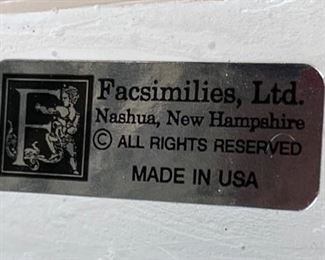 F
Facsimilies, Ltd.
Nashua, New Hampshire
© ALL RIGHTS RESERVED
MADE IN USA